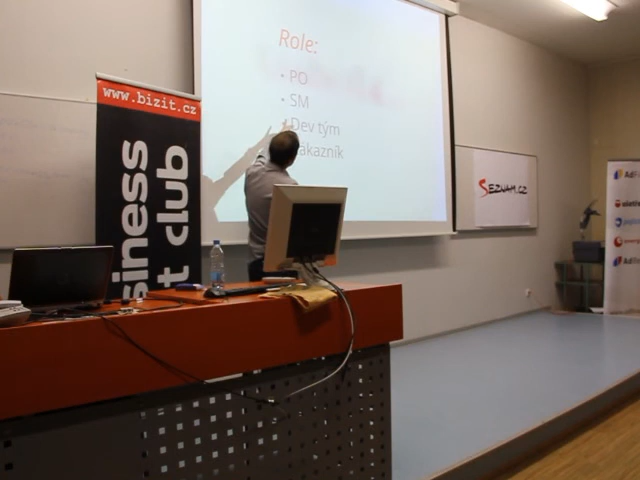 Role:
• PO
• SM
• Dev tým
zákazník
www.bizit.cz
siness
t club
SEZNAM.CZ